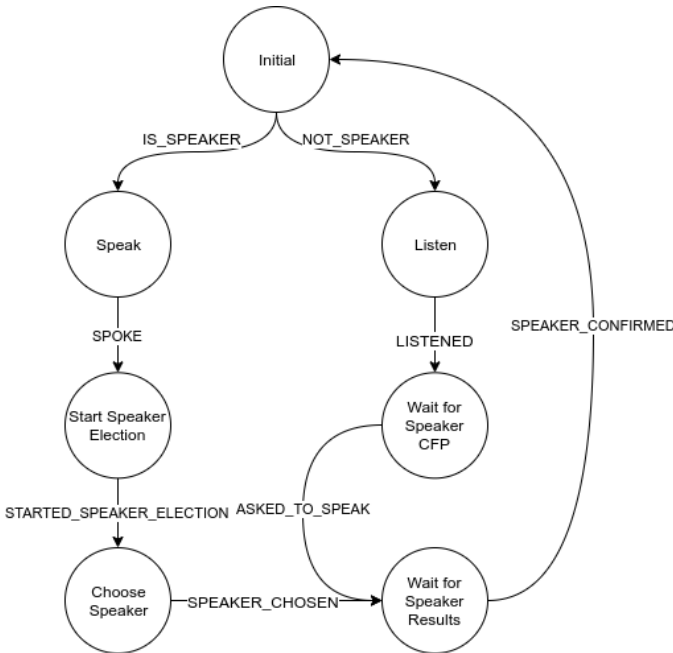 Initial
IS_SPEAKER
NOT_SPEAKER
Speak
Listen
SPOKE
LISTENED
SPEAKER_CONFIRMED
Start Speaker
Election
Wait for
Speaker
CFP
STARTED_SPEAKER_ELECTION
ASKED_TO_SPEAK
Choose
Speaker
SPEAKER_CHOSEN
Wait for
Speaker
Results